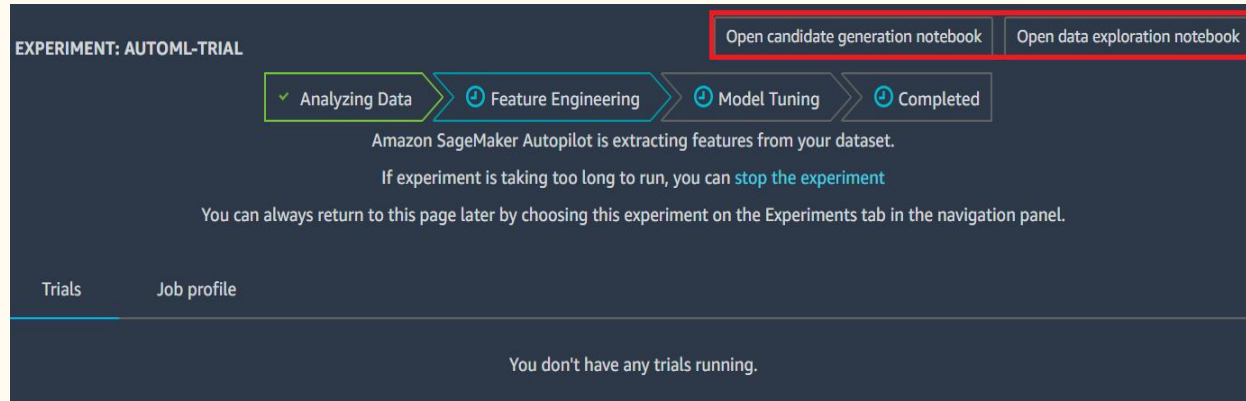 Open candidate generation notebook Open data exploration notebook
EXPERIMENT: AUTOML-TRIAL
Analyzing Data Feature Engineering Model Tuning Completed
Amazon SageMaker Autopilot is extracting features from your dataset.
If experiment is taking too long to run, you can stop the experiment
You can always return to this page later by choosing this experiment on the Experiments tab in the navigation panel.
Trials Job profile
You don't have any trials running.